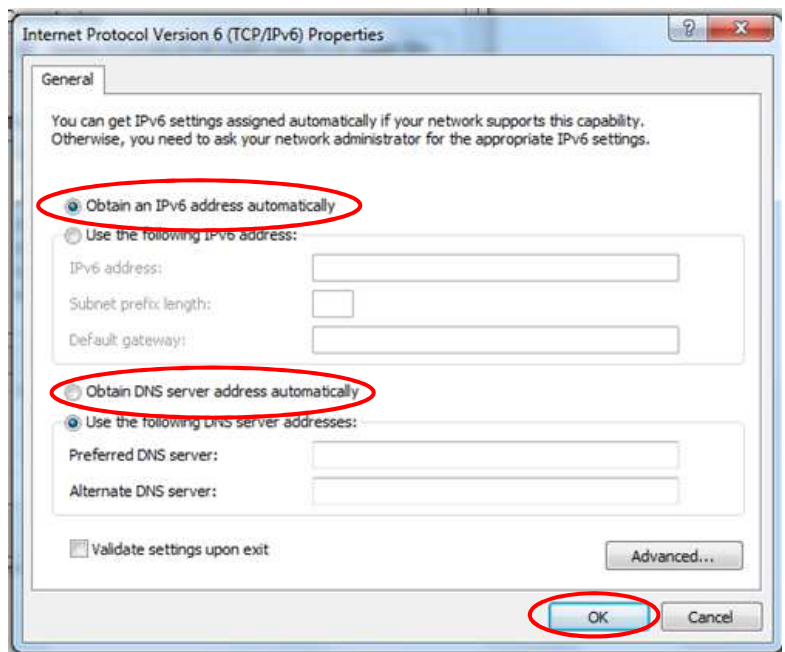 Internet Protocol Version 6 (TCP/IPv6) Properties
General
You can get IPv6 settings assigned automatically if your network supports this capability.
Otherwise, you need to ask your network administrator for the appropriate IPv6 settings.
Obtain an IPv6 address automatically
Use the following IPv6 address:
IPv6 address:
Subnet prefix length:
Default gateway:
Obtain DNS server address automatically
Use the following DNS server addresses:
Preferred DNS server:
Alternate DNS server:
Validate settings upon exit
Advanced...
OK Cancel